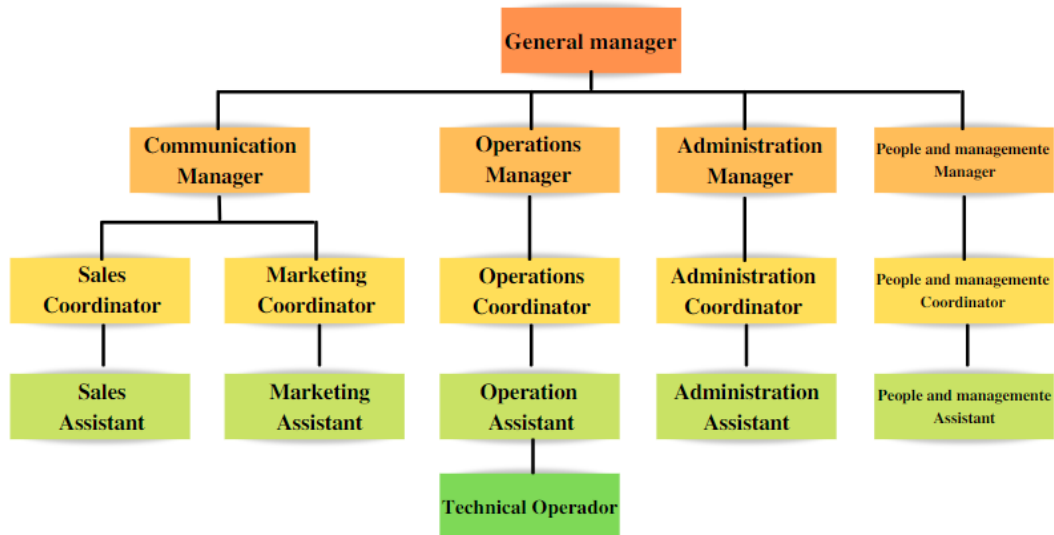 General manager
Communication
Manager
Operations
Manager
Administration
Manager
People and managemente
Manager
Sales
Coordinator
Marketing
Coordinator
Operations
Coordinator
Administration
Coordinator
People and managemente
Coordinator
Sales
Assistant
Marketing
Assistant
Operation
Assistant
Administration
Assistant
People and managemente
Assistant
Technical Operador